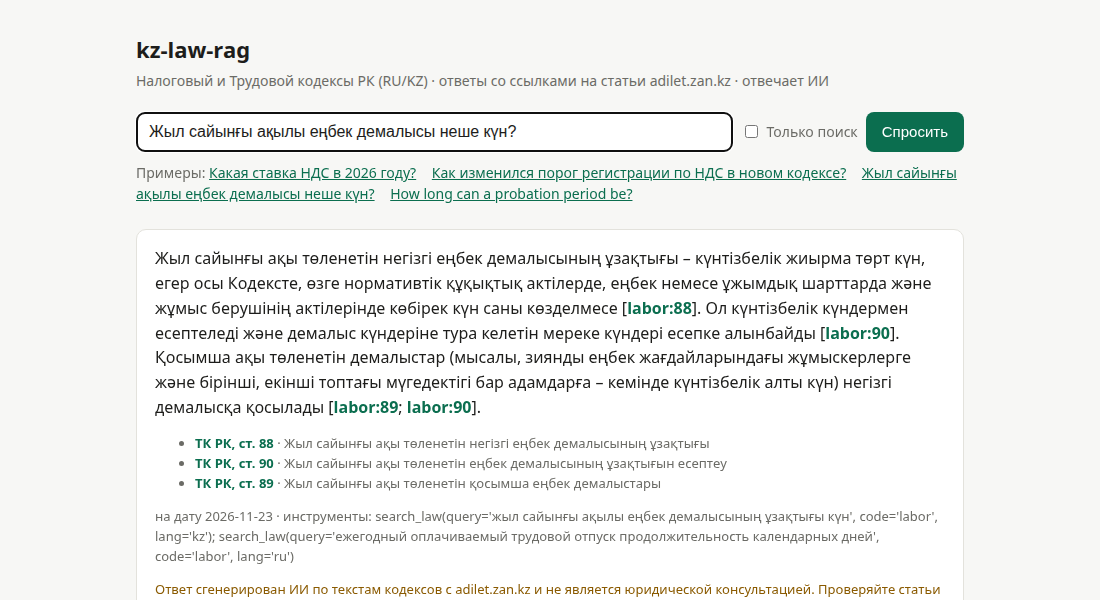 kz-law-rag
Налоговый и Трудовой кодексы РК (RU/KZ) · ответы со ссылками на статьи adilet.zan.kz · отвечает ИИ
Жыл сайынғы ақылы еңбек демалысы неше күн?
Только поиск
Спросить
Примеры: Какая ставка НДС в 2026 году? Как изменился порог регистрации по НДС в новом кодексе? Жыл сайынғы
ақылы еңбек демалысы неше күн? How long can a probation period be?
Жыл сайынғы ақы төленетін негізгі еңбек демалысының ұзақтығы – күнтізбелік жиырма төрт күн,
егер осы Кодексте, өзге нормативтік құқықтық актілерде, еңбек немесе ұжымдық шарттарда және
жұмыс берушінің актілерінде көбірек күн саны көзделмесе [labor:88]. Ол күнтізбелік күндермен
есептеледі және демалыс күндеріне тура келетін мереке күндері есепке алынбайды [labor:90].
Қосымша ақы төленетін демалыстар (мысалы, зиянды еңбек жағдайларындағы жұмыскерлерге
және бірінші, екінші топтағы мүгедектігі бар адамдарға – кемінде күнтізбелік алты күн) негізгі
демалысқа қосылады [labor:89; labor:90].
• ТК РК, ст. 88 · Жыл сайынғы ақы төленетін негізгі еңбек демалысының ұзақтығы
• ТК РК, ст. 90 · Жыл сайынғы ақы төленетін еңбек демалысының ұзақтығын есептеу
• ТК РК, ст. 89 · Жыл сайынғы ақы төленетін қосымша еңбек демалыстары
на дату 2026-11-23 · инструменты: search_law(query='жыл сайынғы ақылы еңбек демалысының ұзақтығы күн', code='labor',
lang='kz'); search_law(query='ежегодный оплачиваемый трудовой отпуск продолжительность календарных дней',
code='labor', lang='ru')
Ответ сгенерирован ИИ по текстам кодексов с adilet.zan.kz и не является юридической консультацией. Проверяйте статьи